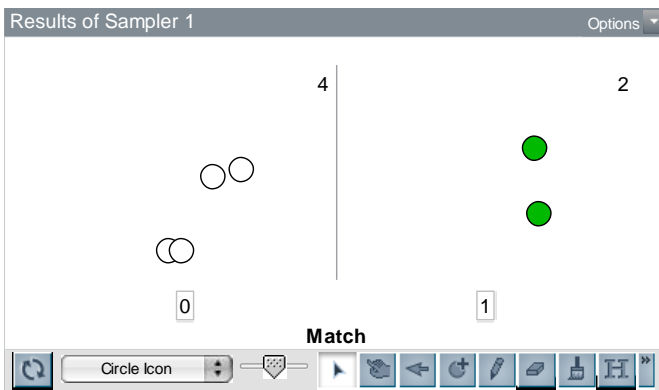 Results of Sampler 1 Options
4 2
0 1
Match
Circle Icon »